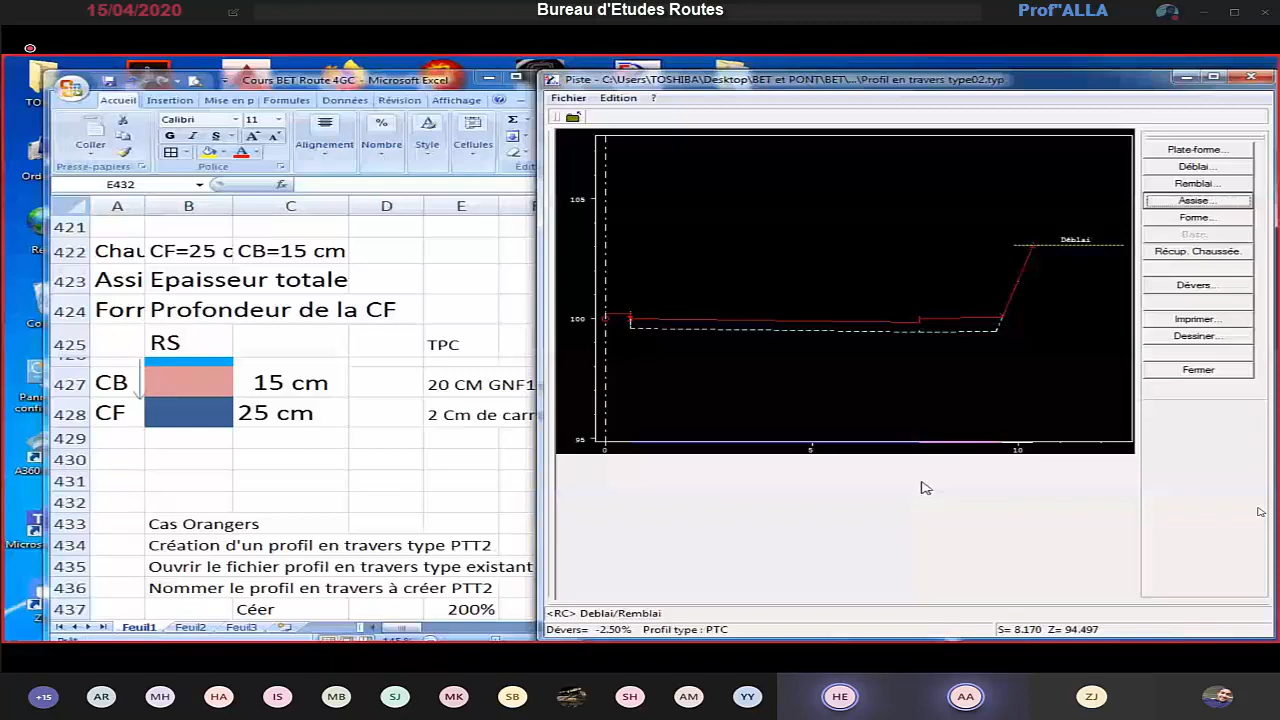 15/04/2020
Bureau d'Etudes Routes
Prof"ALLA
Cours BET Route 4GC - Microsoft Excel
Accueil Insertion Mise en p Formules Données Révision Affichage
Coller
Calibri 11
G I S
Alignement
Nombre
Style
Cellules
Presse-papiers
Police
E432
A B C D E
421
422 Chau CF=25 c CB=15 cm
423 Assi Epaisseur totale
424 Forr Profondeur de la CF
425 RS TPC
427 CB 15 cm 20 CM GNF1
428 CF 25 cm 2 Cm de carr
429
430
431
432
433 Cas Orangers
434 Création d'un profil en travers type PTT2
435 Ouvrir le fichier profil en travers type existant
436 Nommer le profil en travers à créer PTT2
437 Céer 200%
Feuil1 Feuil2 Feuil3
Piste - C:\Users\TOSHIBA\Desktop\BET et PONT\BET\...\Profil en travers type02.typ
Fichier Edition ?
105
100
95
0 5 10
Déblai
Plate-forme...
Déblai...
Remblai...
Assise...
Forme...
Base...
Récup. Chaussée.
Dévers...
Imprimer...
Dessiner...
Fermer
<RC> Deblai/Remblai
Dévers= -2.50% Profil type : PTC
S= 8.170 Z= 94.497
+15 AR MH HA IS MB SJ MK SB SH AM YY HE AA ZJ